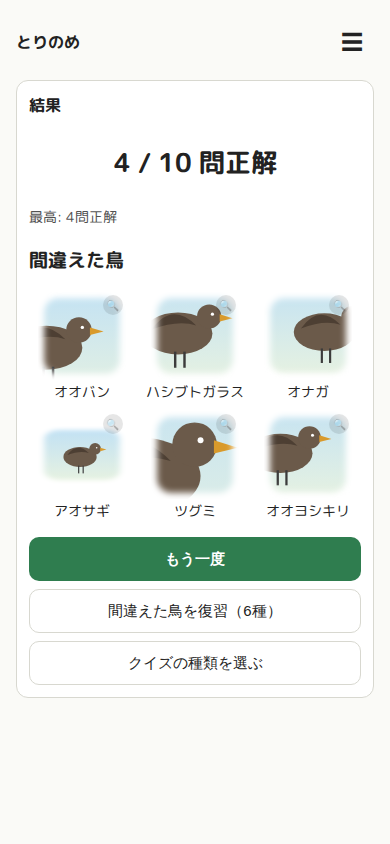 とりのめ
結果
4 / 10 問正解
最高: 4問正解
間違えた鳥
オオバン
ハシブトガラス
オナガ
アオサギ
ツグミ
オオヨシキリ
もう一度
間違えた鳥を復習（6種）
クイズの種類を選ぶ